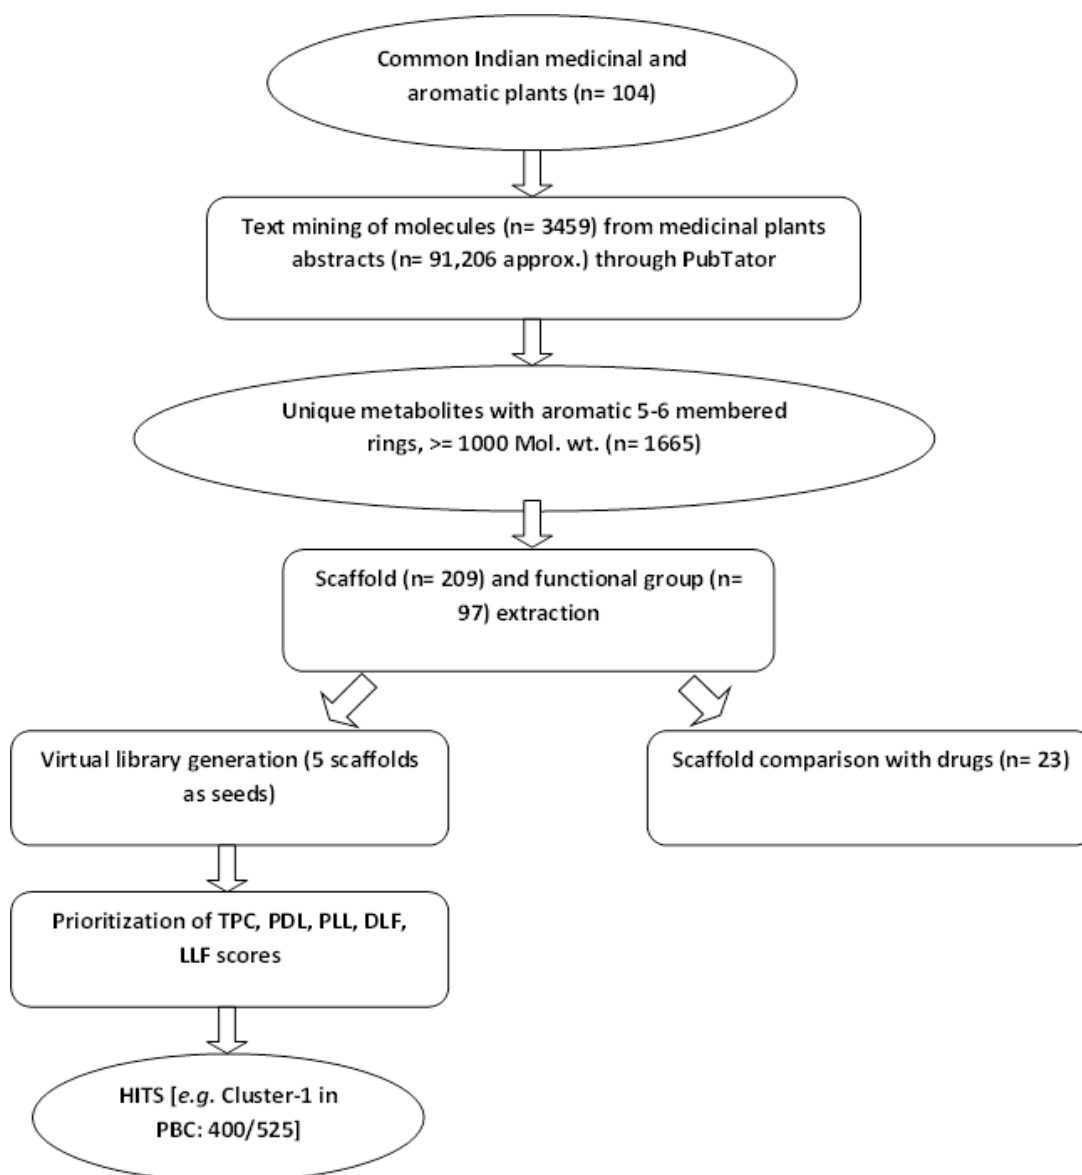 Common Indian medicinal and
aromatic plants (n= 104)
Text mining of molecules (n= 3459) from medicinal plants
abstracts (n= 91,206 approx.) through PubTator
Unique metabolites with aromatic 5-6 membered
rings, >= 1000 Mol. wt. (n= 1665)
Scaffold (n= 209) and functional group (n=
97) extraction
Virtual library generation (5 scaffolds
as seeds)
Scaffold comparison with drugs (n= 23)
Prioritization of TPC, PDL, PLL, DLF,
LLF scores
HITS [e.g. Cluster-1 in
PBC: 400/525]